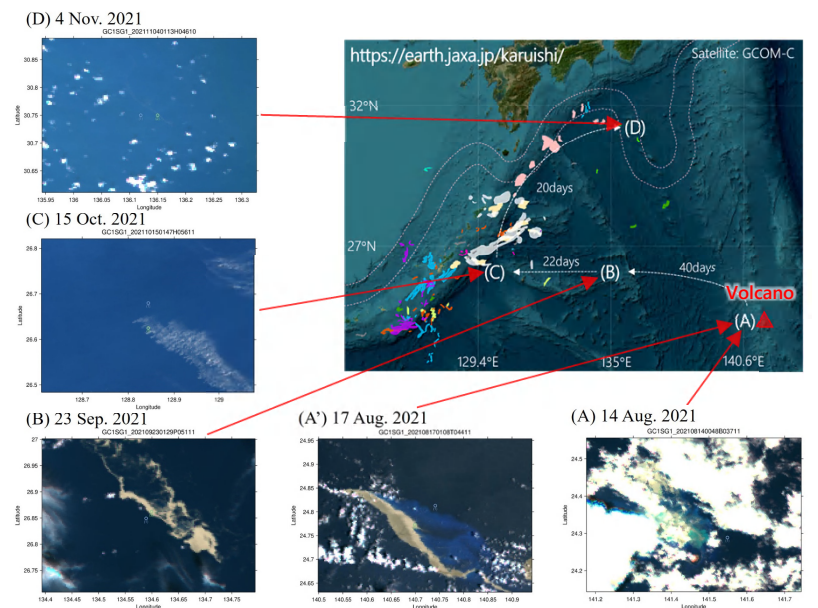 (D) 4 Nov. 2021
GC1SG1_202111040113H04610
30.85
30.8
30.75
30.7
30.65
Latitude
135.95 136 136.05 136.1 136.15 136.2 136.25 136.3
Longitude
https://earth.jaxa.jp/karuishi/
Satellite: GCOM-C
32°N
(D)
20days
27°N
22days
40days
(C)
(B)
Volcano
(A)
129.4°E
135°E
140.6°E
(C) 15 Oct. 2021
GC1SG1_202110150147H05611
26.8
26.7
26.6
26.5
Latitude
128.7 128.8 128.9 129
Longitude
(B) 23 Sep. 2021
GC1SG1_202109230129P05111
27
26.95
26.9
26.85
26.8
26.75
Latitude
134.4 134.45 134.5 134.55 134.6 134.65 134.7 134.75
Longitude
(A’) 17 Aug. 2021
GC1SG1_202108170108T04411
24.95
24.9
24.85
24.8
24.75
24.7
24.65
Latitude
140.5 140.55 140.6 140.65 140.7 140.75 140.8 140.85 140.9
Longitude
(A) 14 Aug. 2021
GC1SG1_202108140048B03711
24.5
24.4
24.3
24.2
Latitude
141.2 141.3 141.4 141.5 141.6 141.7
Longitude